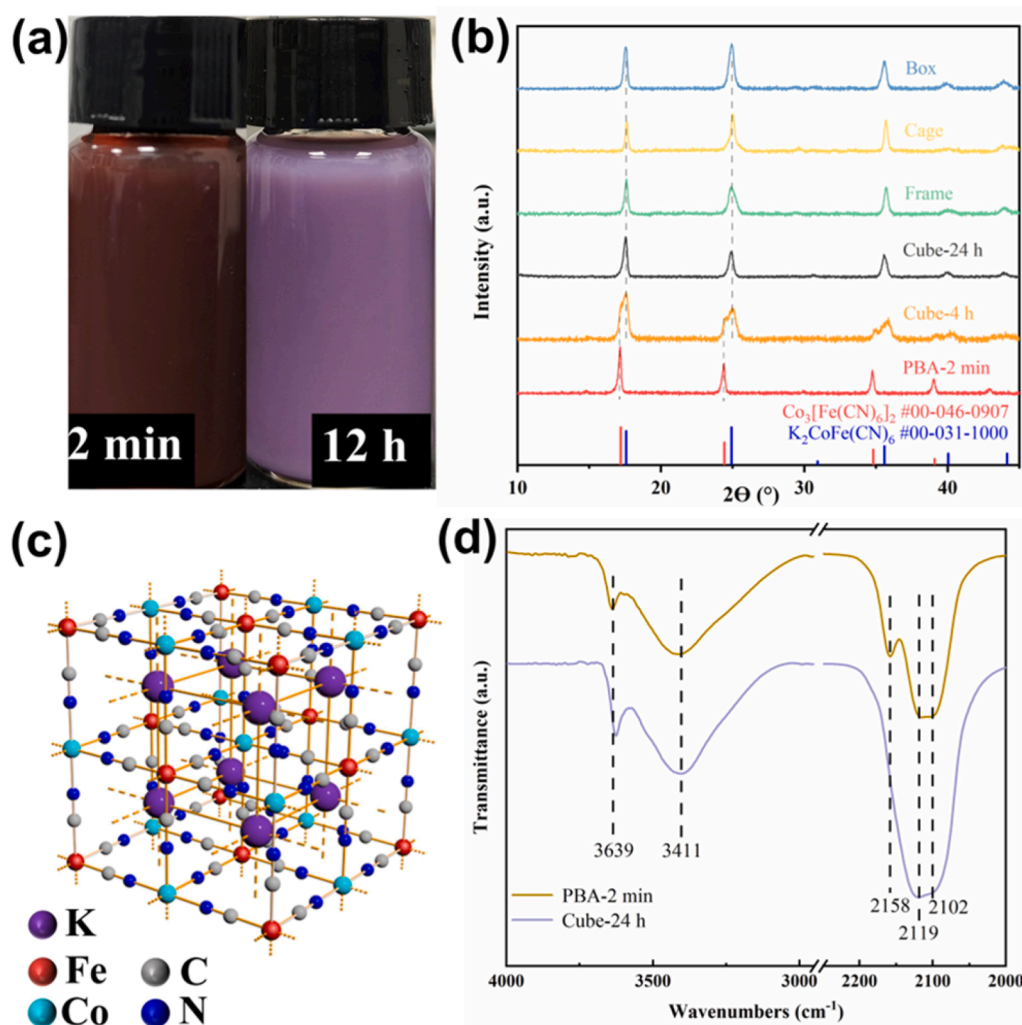 (a)
2 min
12 h
(b)
Intensity (a.u.)
Box
Cage
Frame
Cube-24 h
Cube-4 h
PBA-2 min
Co₃[Fe(CN)₆]₂ #00-046-0907
K₂CoFe(CN)₆ #00-031-1000
10 20 30 40
2Θ (°)
(c)
K
Fe C
Co N
(d)
Transmittance (a.u.)
3639 3411
2158 2102
2119
PBA-2 min
Cube-24 h
4000 3500 3000 2200 2100 2000
Wavenumbers (cm⁻¹)